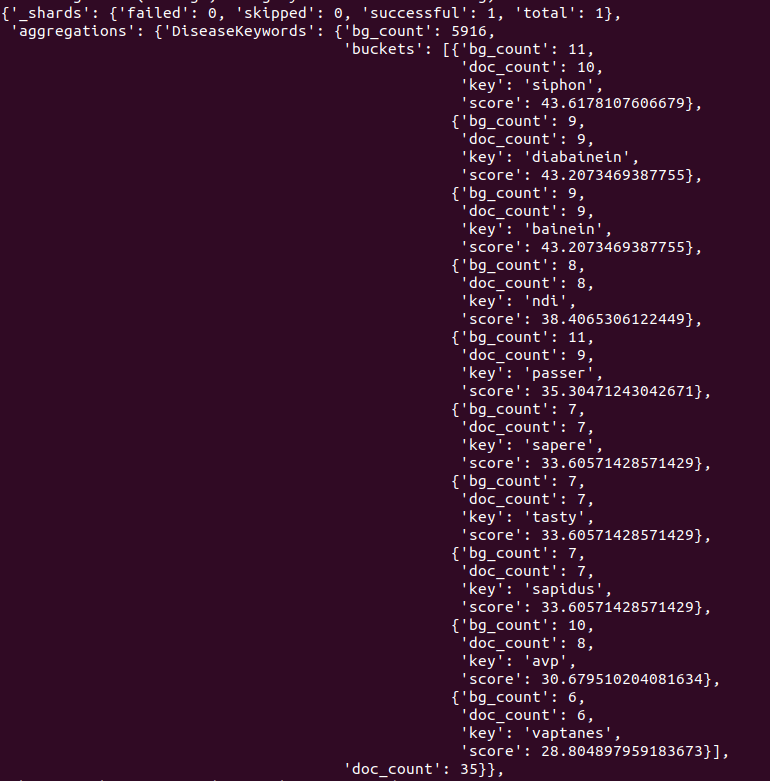 {'_shards': {'failed': 0, 'skipped': 0, 'successful': 1, 'total': 1},
'aggregations': {'DiseaseKeywords': {'bg_count': 5916,
'buckets': [{'bg_count': 11,
'doc_count': 10,
'key': 'siphon',
'score': 43.6178107606679},
{'bg_count': 9,
'doc_count': 9,
'key': 'diabainein',
'score': 43.2073469387755},
{'bg_count': 9,
'doc_count': 9,
'key': 'bainein',
'score': 43.2073469387755},
{'bg_count': 8,
'doc_count': 8,
'key': 'ndi',
'score': 38.4065306122449},
{'bg_count': 11,
'doc_count': 9,
'key': 'passer',
'score': 35.30471243042671},
{'bg_count': 7,
'doc_count': 7,
'key': 'sapere',
'score': 33.60571428571429},
{'bg_count': 7,
'doc_count': 7,
'key': 'tasty',
'score': 33.60571428571429},
{'bg_count': 7,
'doc_count': 7,
'key': 'sapidus',
'score': 33.60571428571429},
{'bg_count': 10,
'doc_count': 8,
'key': 'avp',
'score': 30.679510204081634},
{'bg_count': 6,
'doc_count': 6,
'key': 'vaptanes',
'score': 28.804897959183673}],
'doc_count': 35}},